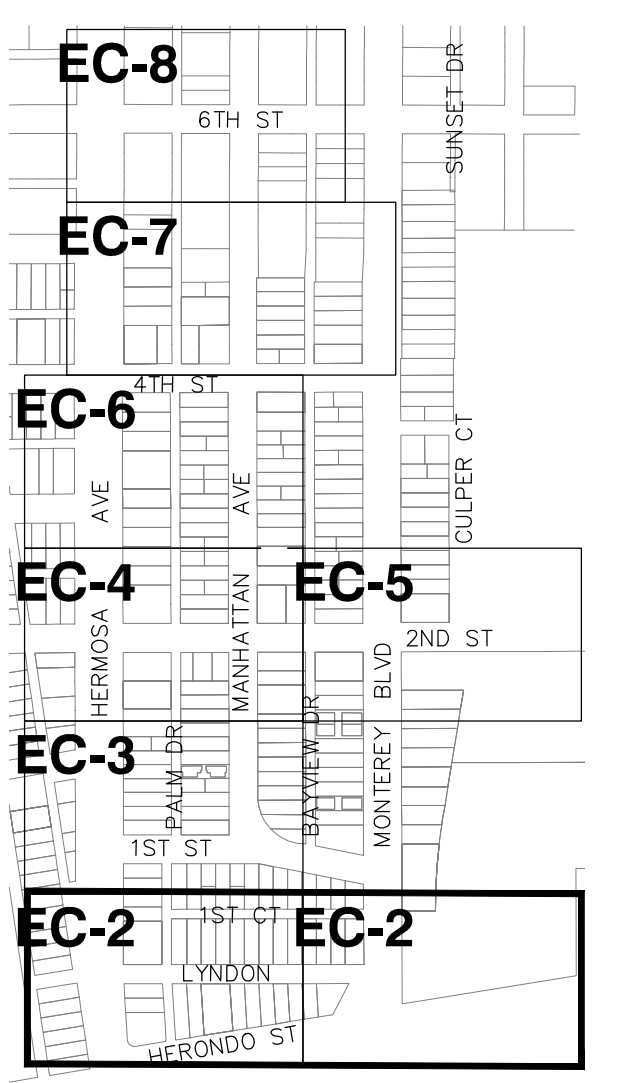 EC-8
SUNSET DR
6TH ST
EC-7
4TH ST
EC-6
AVE
AVE
CULPER CT
EC-4
EC-5
HERMOSA
MANHATTAN
2ND ST
BLVD
EC-3
PALM DR
BAYVIEW DR
MONTEREY
1ST ST
EC-2
1ST CT
EC-2
LYNDON
HERONDO ST